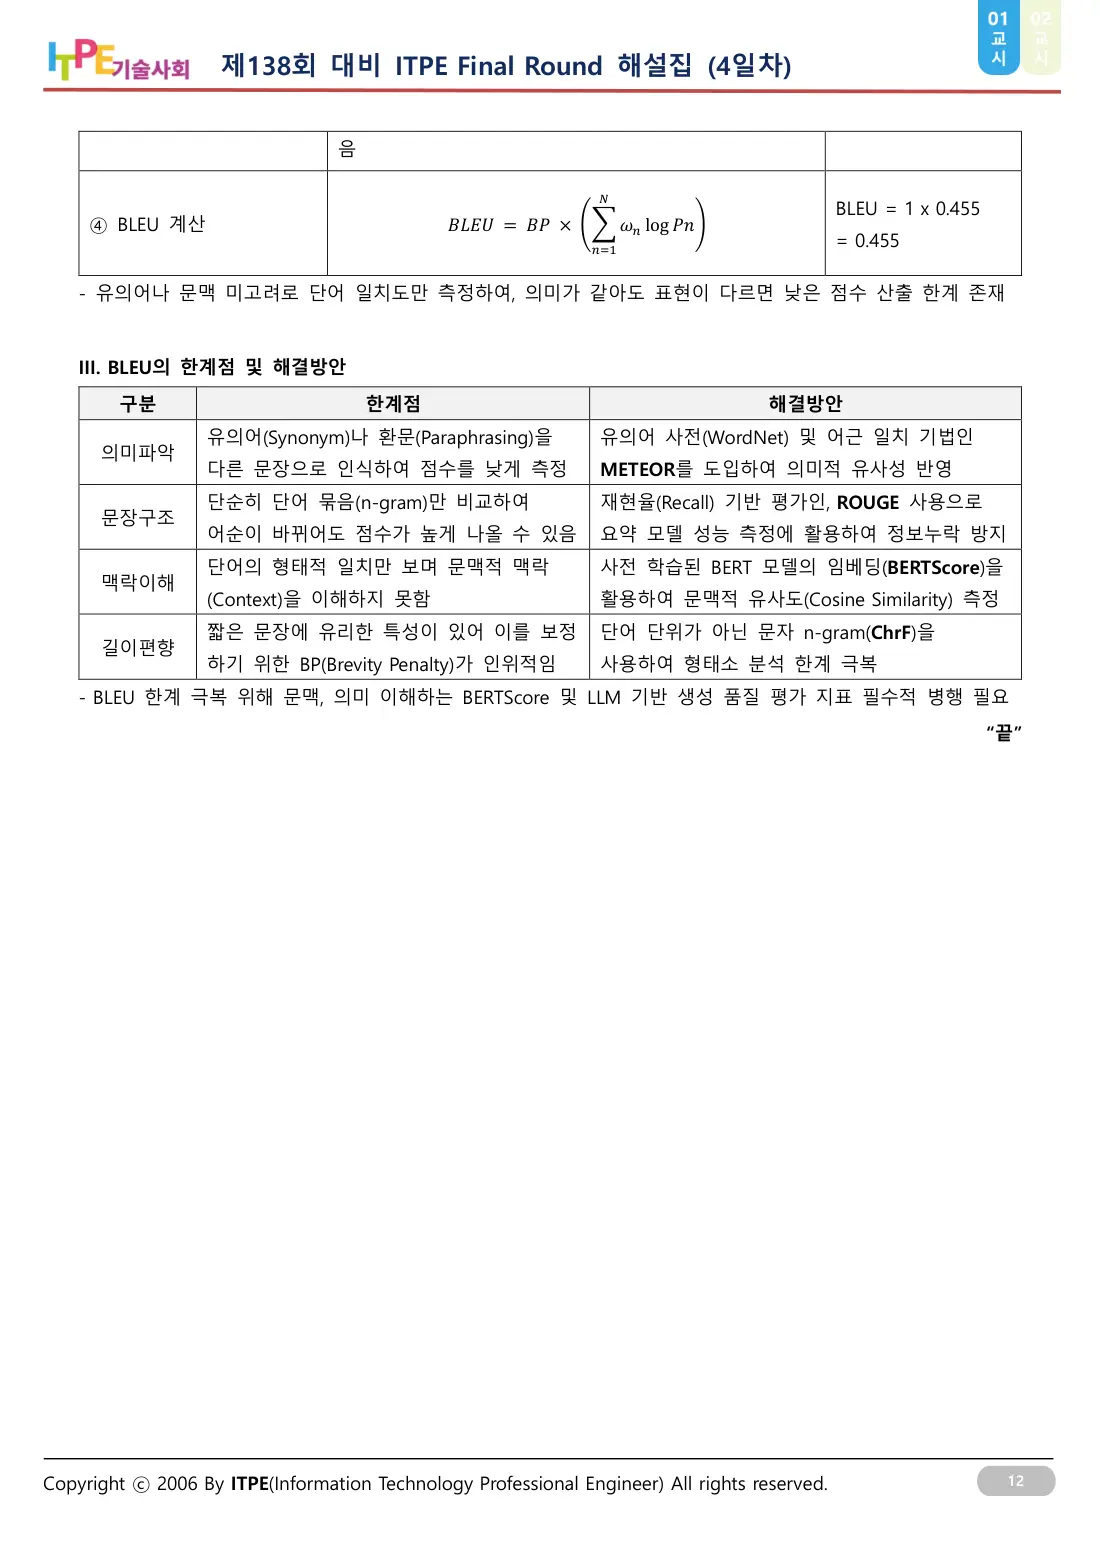 ITPE기술사회 제138회 대비 ITPE Final Round 해설집 (4일차)
01 교 시
02 교 시
음
④ BLEU 계산
BLEU = BP × (∑_{n=1}^{N} ω_n log Pn)
BLEU = 1 x 0.455
= 0.455
- 유의어나 문맥 미고려로 단어 일치도만 측정하여, 의미가 같아도 표현이 다르면 낮은 점수 산출 한계 존재
III. BLEU의 한계점 및 해결방안
구분 한계점 해결방안
의미파악
유의어(Synonym)나 환문(Paraphrasing)을
다른 문장으로 인식하여 점수를 낮게 측정
유의어 사전(WordNet) 및 어근 일치 기법인
METEOR를 도입하여 의미적 유사성 반영
문장구조
단순히 단어 묶음(n-gram)만 비교하여
어순이 바뀌어도 점수가 높게 나올 수 있음
재현율(Recall) 기반 평가인, ROUGE 사용으로
요약 모델 성능 측정에 활용하여 정보누락 방지
맥락이해
단어의 형태적 일치만 보며 문맥적 맥락
(Context)을 이해하지 못함
사전 학습된 BERT 모델의 임베딩(BERTScore)을
활용하여 문맥적 유사도(Cosine Similarity) 측정
길이편향
짧은 문장에 유리한 특성이 있어 이를 보정
하기 위한 BP(Brevity Penalty)가 인위적임
단어 단위가 아닌 문자 n-gram(ChrF)을
사용하여 형태소 분석 한계 극복
- BLEU 한계 극복 위해 문맥, 의미 이해하는 BERTScore 및 LLM 기반 생성 품질 평가 지표 필수적 병행 필요
“끝”
Copyright ⓒ 2006 By ITPE(Information Technology Professional Engineer) All rights reserved.
12